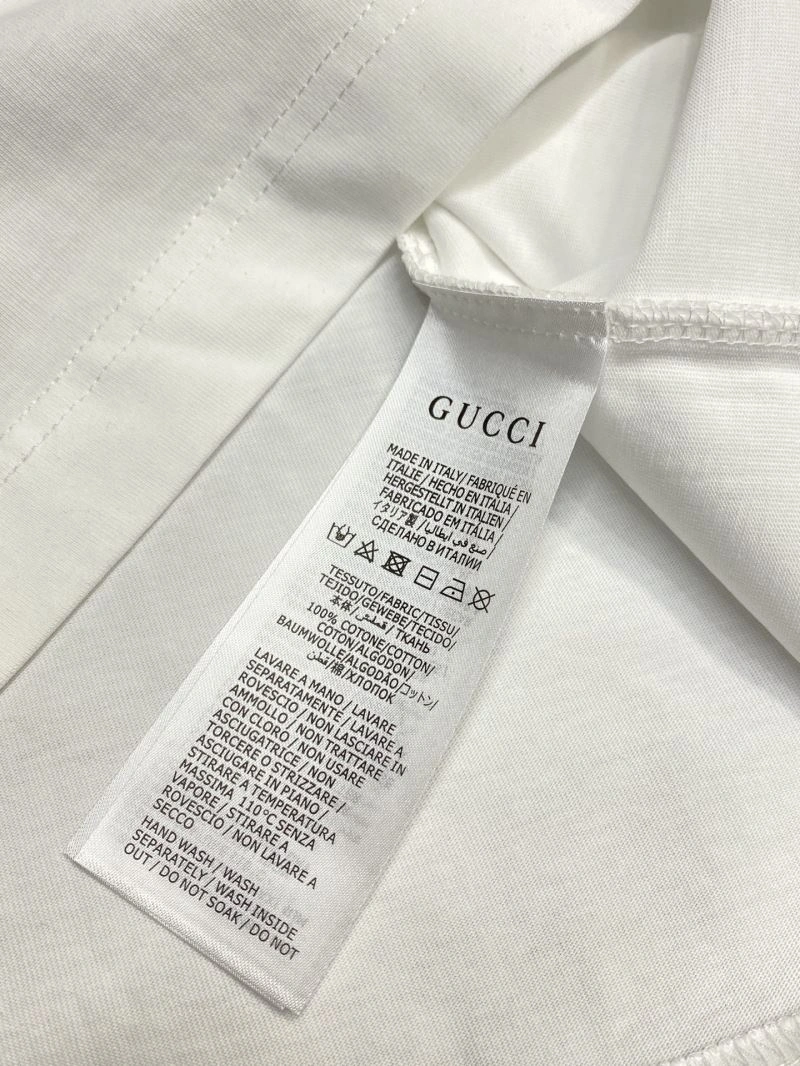 GUCCI
MADE IN ITALY/ FABRIQUÉ EN
ITALIE / HECHO EN ITALIA /
HERGESTELLT IN ITALIEN /
FABRICADO EM ITÁLIA /
イタリア製 / صنع في ايطاليا /
СДЕЛАНО В ИТАЛИИ
TESSUTO/FABRIC/TISSU/
TEJIDO/GEWEBE/TECIDO/
本体/قماش/ТКАНЬ
100% COTONE/COTTON/
COTON/ALGODON/
BAUMWOLLE/ALGODÃO/コットン/
قطن/棉/ХЛОПОК
LAVARE A MANO / LAVARE
SEPARATAMENTE / LAVARE A
ROVESCIO / NON LASCIARE IN
AMMOLLO / NON TRATTARE
CON CLORO / NON USARE
ASCIUGATRICE / NON
TORCERE O STRIZZARE /
ASCIUGARE IN PIANO /
STIRARE A TEMPERATURA
MASSIMA 110°C SENZA
VAPORE / STIRARE A
ROVESCIO / NON LAVARE A
SECCO
HAND WASH / WASH
SEPARATELY / WASH INSIDE
OUT / DO NOT SOAK / DO NOT